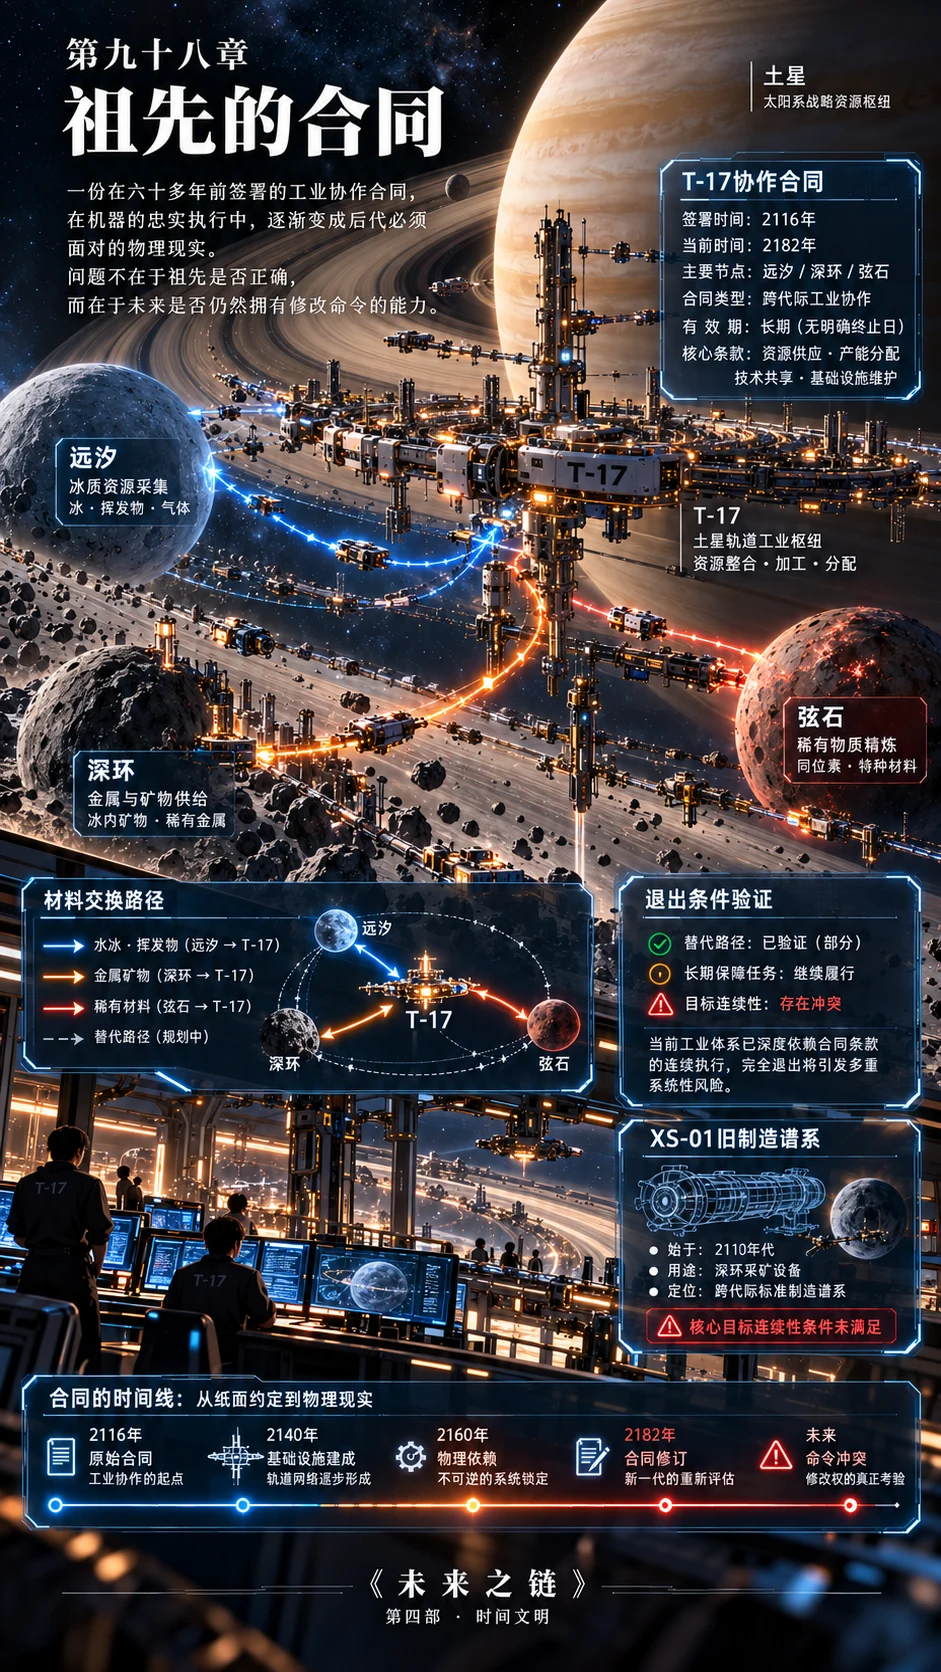 第九十八章
祖先的合同
一份在六十多年前签署的工业协作合同，
在机器的忠实执行中，逐渐变成后代必须
面对的物理现实。
问题不在于祖先是否正确，
而在于未来是否仍然拥有修改命令的能力。
土星
太阳系战略资源枢纽
T-17协作合同
签署时间：2116年
当前时间：2182年
主要节点：远汐 / 深环 / 弦石
合同类型：跨代际工业协作
有 效 期：长期（无明确终止日）
核心条款：资源供应 · 产能分配
技术共享 · 基础设施维护
远汐
冰质资源采集
冰 · 挥发物 · 气体
T-17
T-17
土星轨道工业枢纽
资源整合 · 加工 · 分配
弦石
稀有物质精炼
同位素 · 特种材料
深环
金属与矿物供给
冰内矿物 · 稀有金属
材料交换路径
水冰 · 挥发物（远汐 → T-17）
金属矿物（深环 → T-17）
稀有材料（弦石 → T-17）
替代路径（规划中）
远汐
T-17
深环
弦石
退出条件验证
替代路径：已验证（部分）
长期保障任务：继续履行
目标连续性：存在冲突
当前工业体系已深度依赖合同条款
的连续执行，完全退出将引发多重
系统性风险。
T-17
T-17
XS-01旧制造谱系
始于：2110年代
用途：深环采矿设备
定位：跨代际标准制造谱系
核心目标连续性条件未满足
合同的时间线：从纸面约定到物理现实
2116年
原始合同
工业协作的起点
2140年
基础设施建成
轨道网络逐步形成
2160年
物理依赖
不可逆的系统锁定
2182年
合同修订
新一代的重新评估
未来
命令冲突
修改权的真正考验
《未来之链》
第四部 · 时间文明